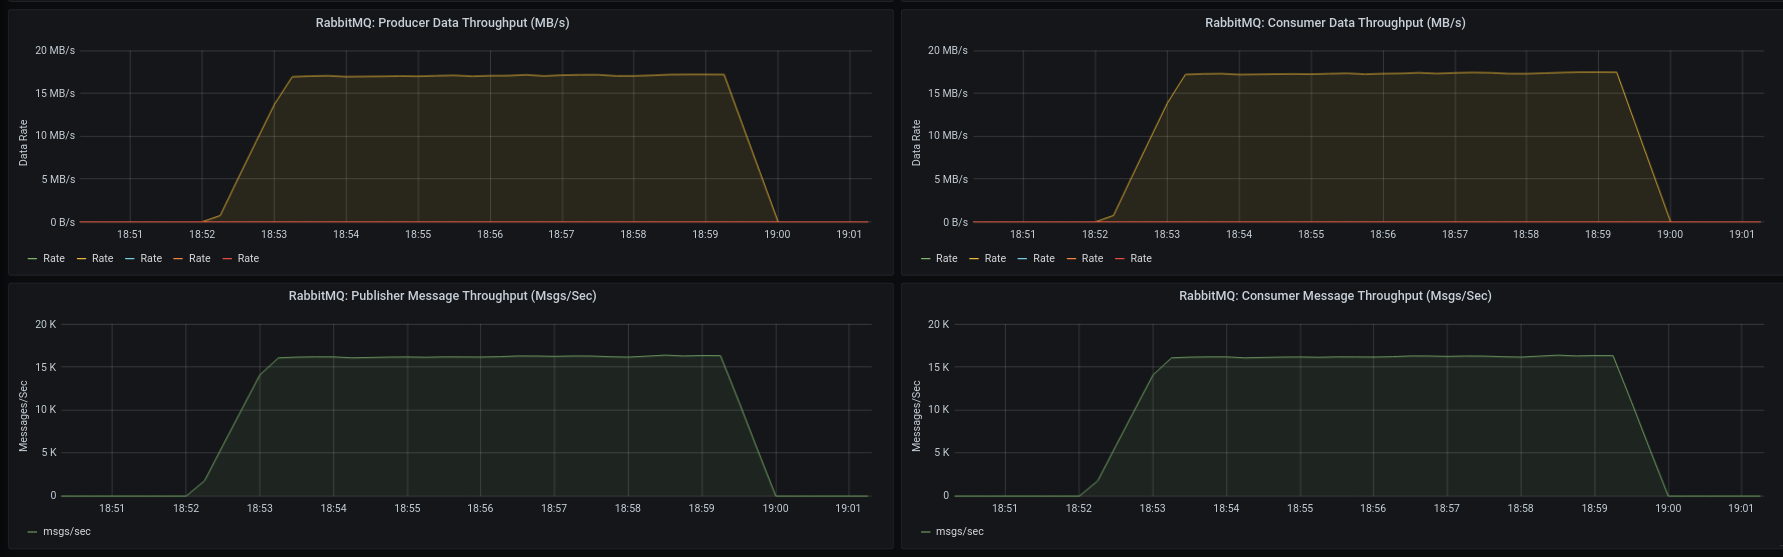 RabbitMQ: Producer Data Throughput (MB/s)
Data Rate
20 MB/s
15 MB/s
10 MB/s
5 MB/s
0 B/s
18:51 18:52 18:53 18:54 18:55 18:56 18:57 18:58 18:59 19:00 19:01
Rate Rate Rate Rate Rate
RabbitMQ: Consumer Data Throughput (MB/s)
Data Rate
20 MB/s
15 MB/s
10 MB/s
5 MB/s
0 B/s
18:51 18:52 18:53 18:54 18:55 18:56 18:57 18:58 18:59 19:00 19:01
Rate Rate Rate Rate Rate
RabbitMQ: Publisher Message Throughput (Msgs/Sec)
Messages/Sec
20 K
15 K
10 K
5 K
0
18:51 18:52 18:53 18:54 18:55 18:56 18:57 18:58 18:59 19:00 19:01
msgs/sec
RabbitMQ: Consumer Message Throughput (Msgs/Sec)
Messages/Sec
20 K
15 K
10 K
5 K
0
18:51 18:52 18:53 18:54 18:55 18:56 18:57 18:58 18:59 19:00 19:01
msgs/sec